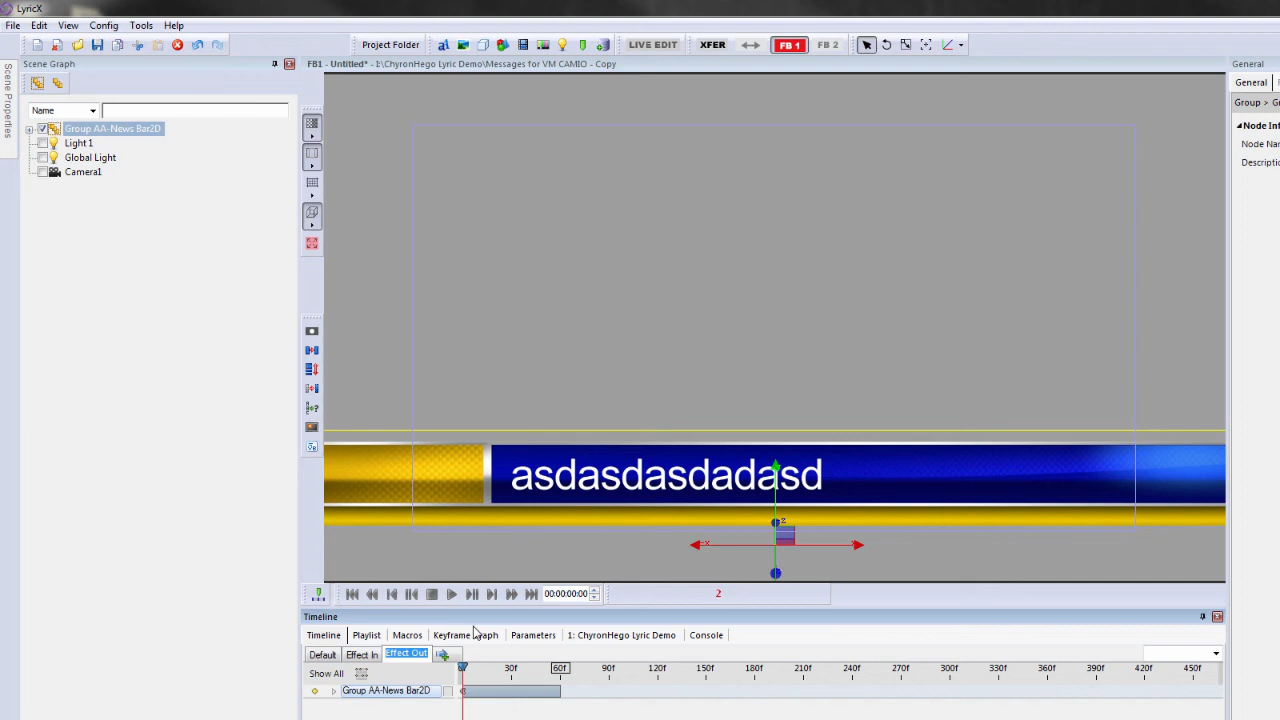 LyricX
File Edit View Config Tools Help
Project Folder LIVE EDIT XFER FB 1 FB 2
Scene Graph
FB1 - Untitled* - I:\ChyronHego Lyric Demo\Messages for VM CAMIO - Copy
General
Scene Properties
Name
General
Group >
Group AA-News Bar2D
Light 1
Global Light
Camera1
Node
Node
asdasdasdadasd
z
x
00:00:00:00
2
Timeline
Timeline Playlist Macros Keyframe Graph Parameters 1: ChyronHego Lyric Demo Console
Default Effect In Effect Out
Show All 30f 60f 90f 120f 150f 180f 210f 240f 270f 300f 330f 360f 390f 420f 450f
Group AA-News Bar2D